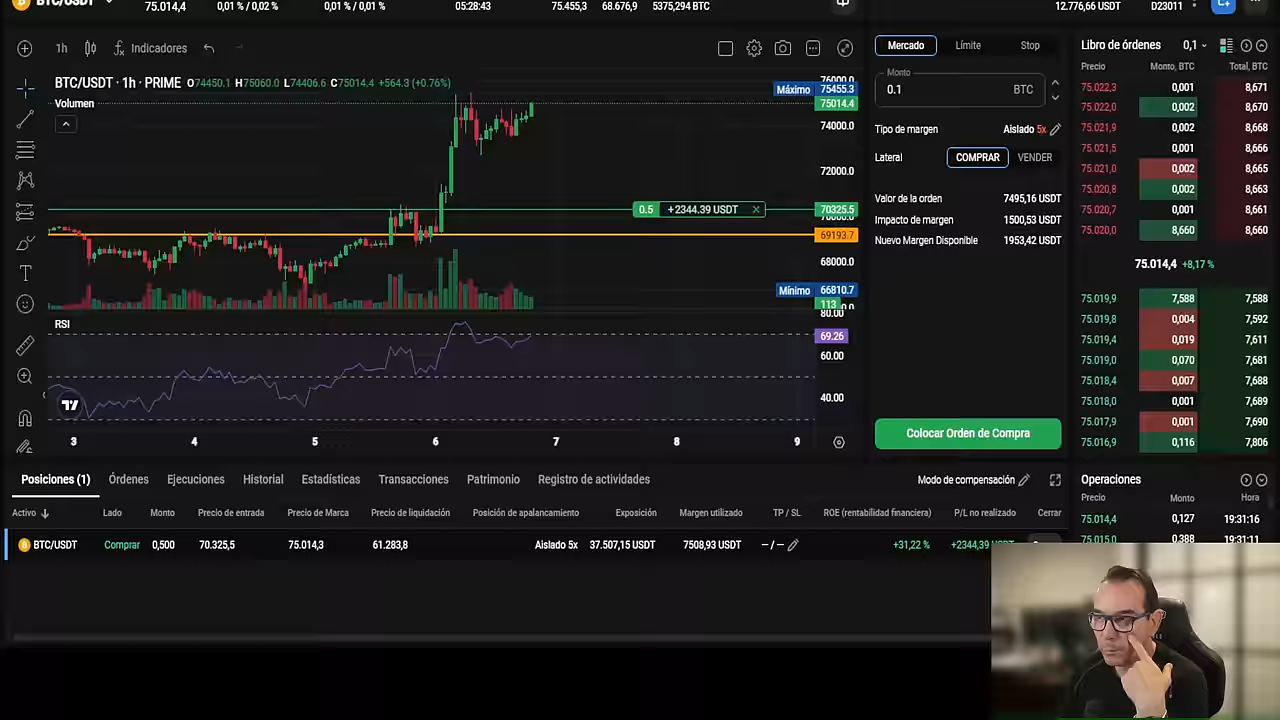 BTC/USDT
75.014,4
0,01 % / 0,02 %
0,01 % / 0,01 %
05:28:43
75.455,3
68.676,9
5375,294 BTC
12.776,66 USDT
D23011
1h
Indicadores
BTC/USDT · 1h · PRIME O74450.1 H75060.0 L74406.6 C75014.4 +564.3 (+0.76%)
Volumen
76000.0
Máximo 75455.3
75014.4
74000.0
72000.0
0.5 +2344.39 USDT ×
70325.5
70000.0
69193.7
68000.0
Mínimo 66810.7
113
RSI
80.00
69.26
60.00
40.00
3 4 5 6 7 8 9
Mercado Límite Stop
Monto
0.1 BTC
Tipo de margen Aislado 5x
Lateral COMPRAR VENDER
Valor de la orden 7495,16 USDT
Impacto de margen 1500,53 USDT
Nuevo Margen Disponible 1953,42 USDT
Colocar Orden de Compra
Libro de órdenes 0,1
Precio Monto, BTC Total, BTC
75.022,3 0,001 8,671
75.022,0 0,002 8,670
75.021,9 0,002 8,668
75.021,5 0,001 8,666
75.021,0 0,002 8,665
75.020,8 0,002 8,663
75.020,7 0,001 8,661
75.020,0 8,660 8,660
75.014,4 +8,17 %
75.019,9 7,588 7,588
75.019,8 0,004 7,592
75.019,4 0,019 7,611
75.019,0 0,070 7,681
75.018,4 0,007 7,688
75.018,0 0,001 7,689
75.017,9 0,001 7,690
75.016,9 0,116 7,806
Posiciones (1) Órdenes Ejecuciones Historial Estadísticas Transacciones Patrimonio Registro de actividades Modo de compensación
Activo Lado Monto Precio de entrada Precio de Marca Precio de liquidación Posición de apalancamiento Exposición Margen utilizado TP / SL ROE (rentabilidad financiera) P/L no realizado Cerrar
BTC/USDT Comprar 0,500 70.325,5 75.014,3 61.283,8 Aislado 5x 37.507,15 USDT 7508,93 USDT – / – +31,22 % +2344,39 USDT
Operaciones
Precio Monto Hora
75.014,4 0,127 19:31:16
75.015,0 0,388 19:31:11